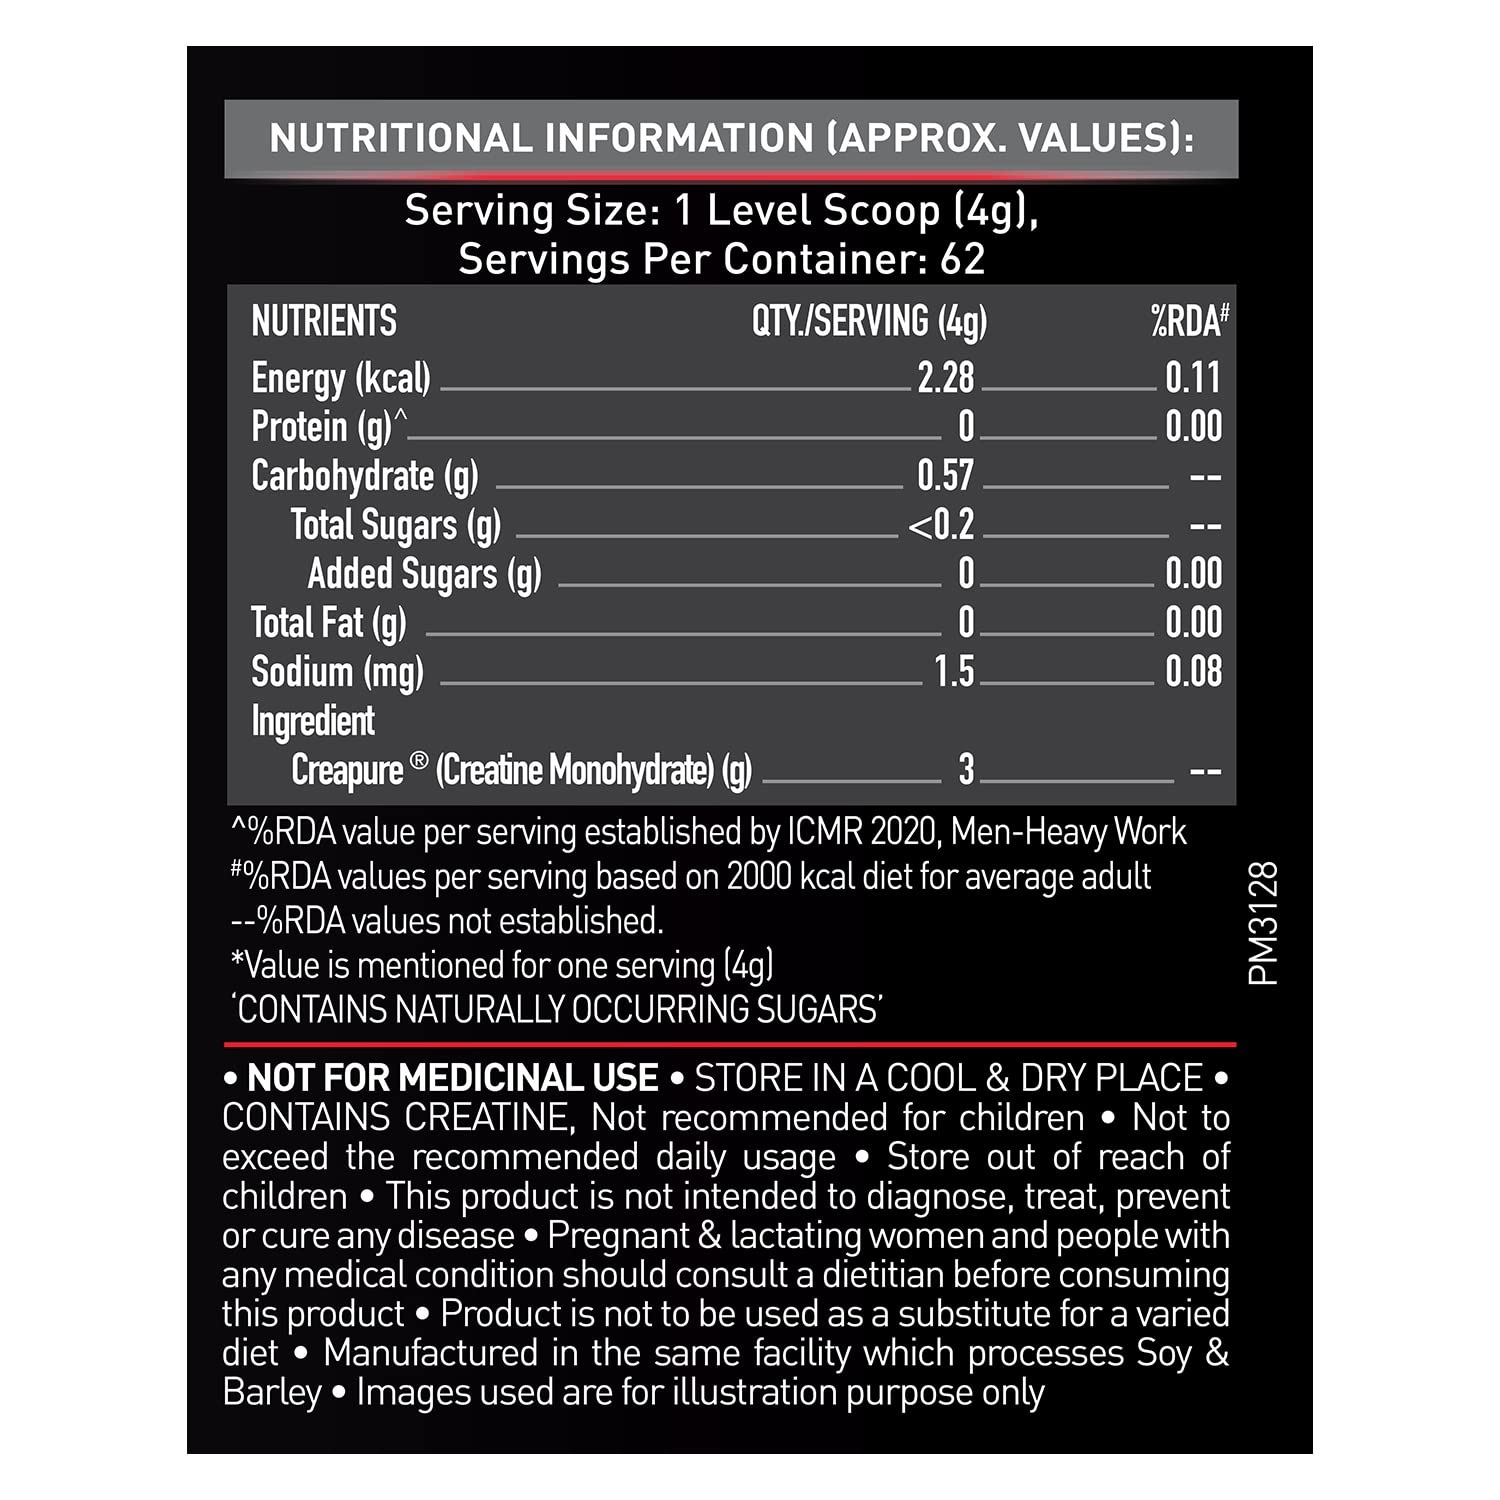 NUTRITIONAL INFORMATION (APPROX. VALUES):
Serving Size: 1 Level Scoop (4g),
Servings Per Container: 62
NUTRIENTS QTY./SERVING (4g) %RDA#
Energy (kcal) 2.28 0.11
Protein (g)^ 0 0.00
Carbohydrate (g) 0.57 --
Total Sugars (g) <0.2 --
Added Sugars (g) 0 0.00
Total Fat (g) 0 0.00
Sodium (mg) 1.5 0.08
Ingredient
Creapure® (Creatine Monohydrate) (g) 3 --
^%RDA value per serving established by ICMR 2020, Men-Heavy Work
#%RDA values per serving based on 2000 kcal diet for average adult
--%RDA values not established.
*Value is mentioned for one serving (4g)
‘CONTAINS NATURALLY OCCURRING SUGARS’
PM3128
• NOT FOR MEDICINAL USE • STORE IN A COOL & DRY PLACE •
CONTAINS CREATINE, Not recommended for children • Not to
exceed the recommended daily usage • Store out of reach of
children • This product is not intended to diagnose, treat, prevent
or cure any disease • Pregnant & lactating women and people with
any medical condition should consult a dietitian before consuming
this product • Product is not to be used as a substitute for a varied
diet • Manufactured in the same facility which processes Soy &
Barley • Images used are for illustration purpose only